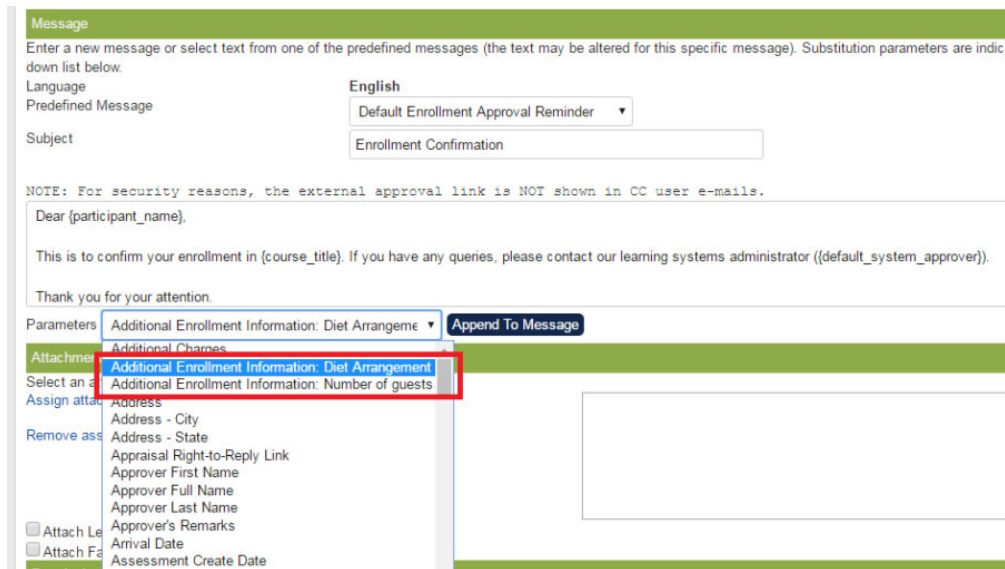 Message
Enter a new message or select text from one of the predefined messages (the text may be altered for this specific message). Substitution parameters are indic
down list below.
Language English
Predefined Message Default Enrollment Approval Reminder
Subject Enrollment Confirmation
NOTE: For security reasons, the external approval link is NOT shown in CC user e-mails.
Dear {participant_name},
This is to confirm your enrollment in {course_title}. If you have any queries, please contact our learning systems administrator ({default_system_approver}).
Thank you for your attention.
Parameters Additional Enrollment Information: Diet Arrangeme Append To Message
Additional Charges
Attachmen Additional Enrollment Information: Diet Arrangement
Select an a Additional Enrollment Information: Number of guests
Assign attac Address
Address - City
Remove ass Address - State
Appraisal Right-to-Reply Link
Approver First Name
Approver Full Name
Approver Last Name
Attach Le Approver's Remarks
Attach Fa Arrival Date
Assessment Create Date